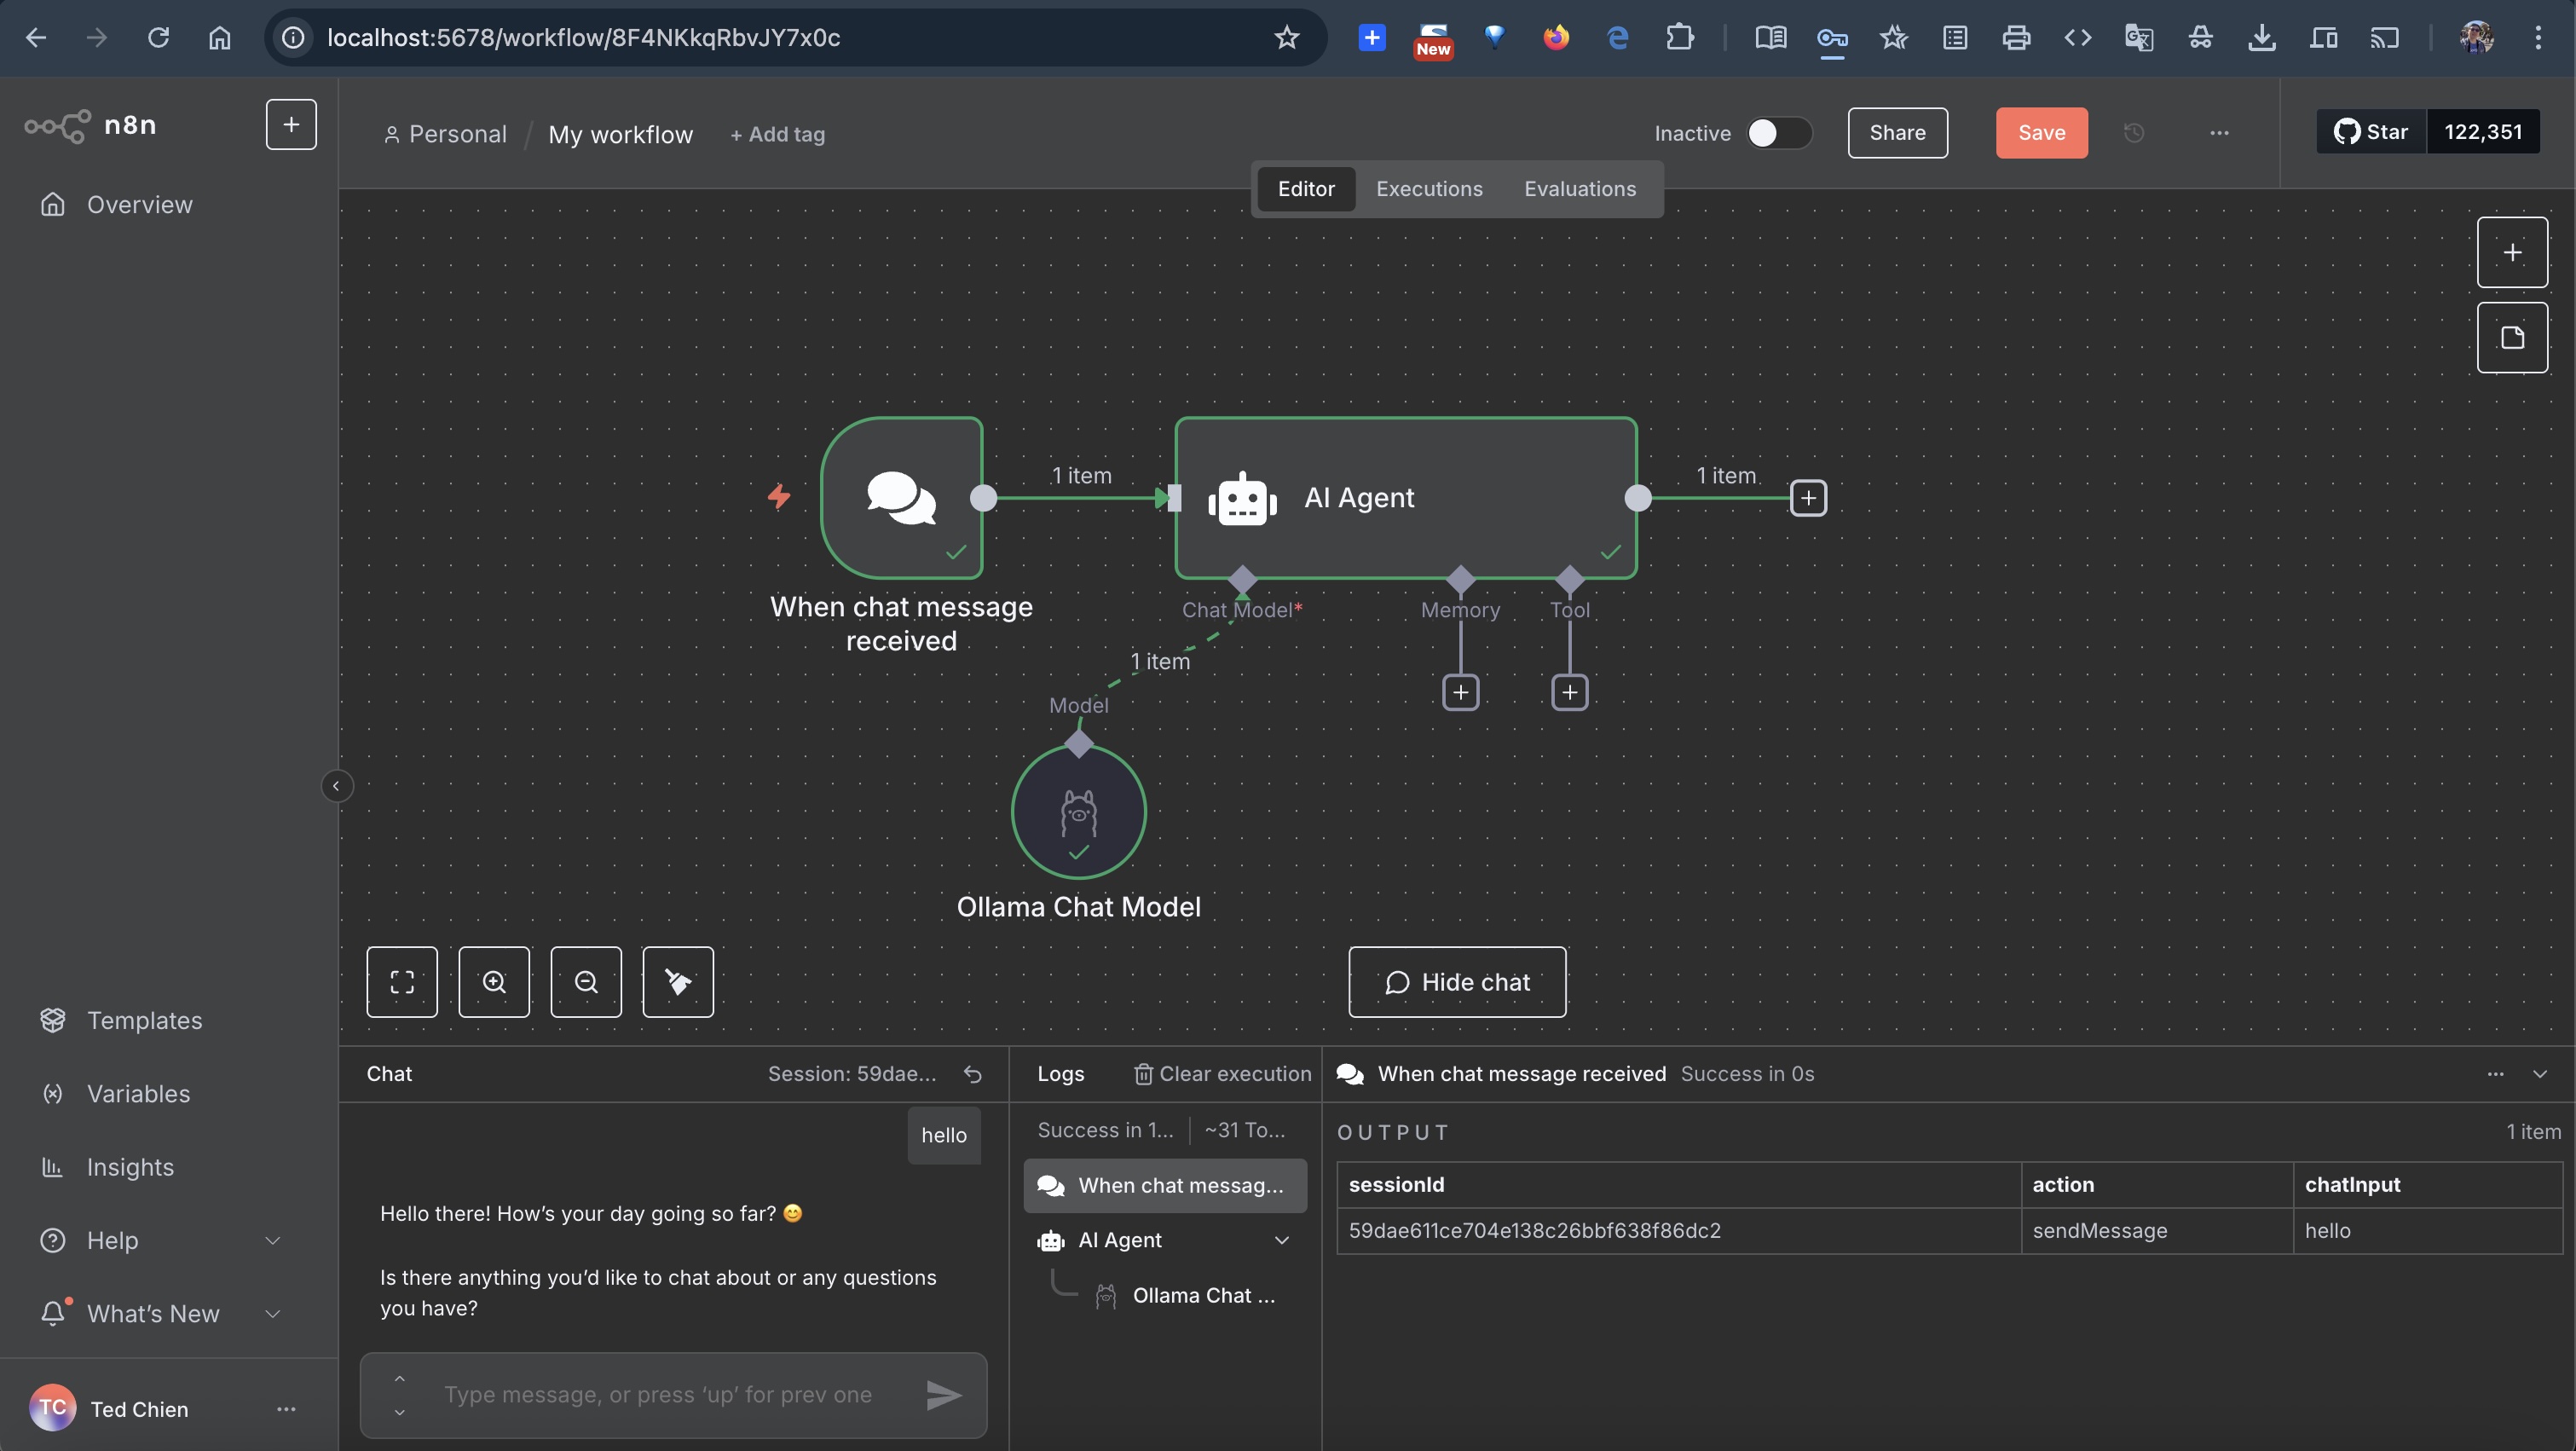 localhost:5678/workflow/8F4NKkqRbvJY7x0c
New
n8n
Personal / My workflow + Add tag
Inactive
Share
Save
Star 122,351
Overview
Editor Executions Evaluations
1 item
AI Agent
1 item
When chat message
received
Chat Model*
Memory
Tool
1 item
Model
Ollama Chat Model
Hide chat
Templates
Variables
Insights
Help
What’s New
TC
Ted Chien
Chat
Session: 59dae...
hello
Hello there! How’s your day going so far? 😊
Is there anything you’d like to chat about or any questions
you have?
Type message, or press ‘up’ for prev one
Logs
Clear execution
Success in 1... ~31 To...
When chat messag...
AI Agent
Ollama Chat ...
When chat message received Success in 0s
OUTPUT
1 item
sessionId action chatInput
59dae611ce704e138c26bbf638f86dc2 sendMessage hello